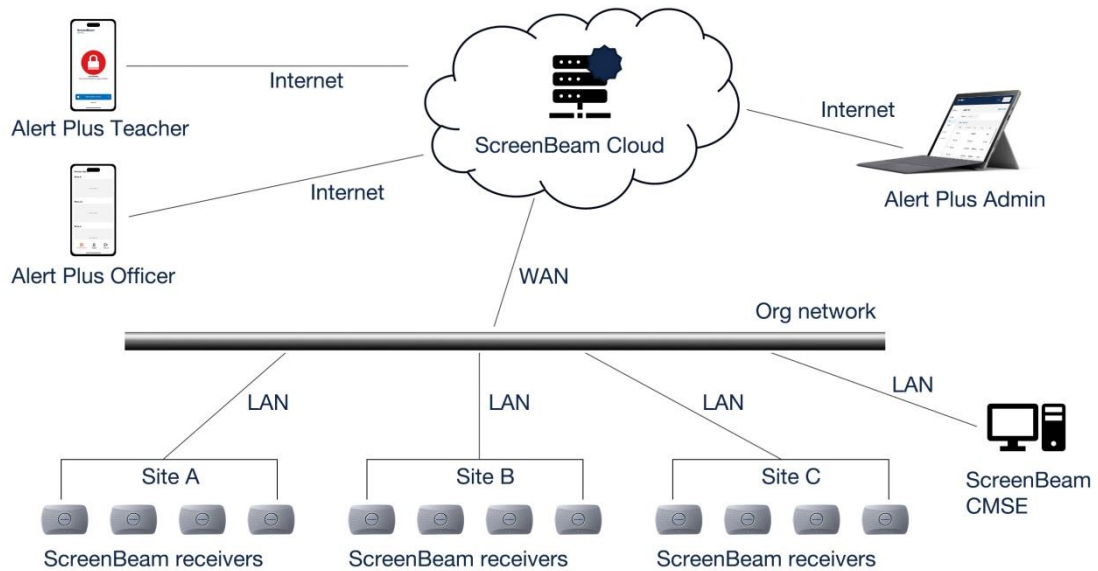 Internet
Alert Plus Teacher
Internet
Alert Plus Officer
ScreenBeam Cloud
Internet
Alert Plus Admin
WAN
Org network
LAN
LAN
LAN
LAN
Site A
Site B
Site C
ScreenBeam receivers
ScreenBeam receivers
ScreenBeam receivers
ScreenBeam
CMSE